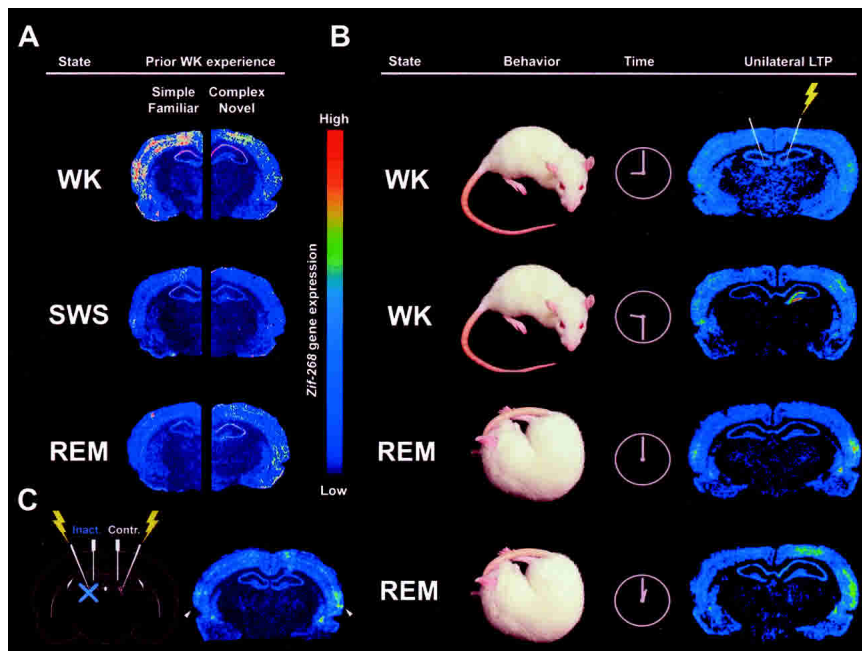 A
State
Prior WK experience
Simple
Familiar
Complex
Novel
WK
SWS
REM
High
Zif-268 gene expression
Low
B
State
Behavior
Time
Unilateral LTP
WK
WK
REM
REM
C
Inact.
Contr.